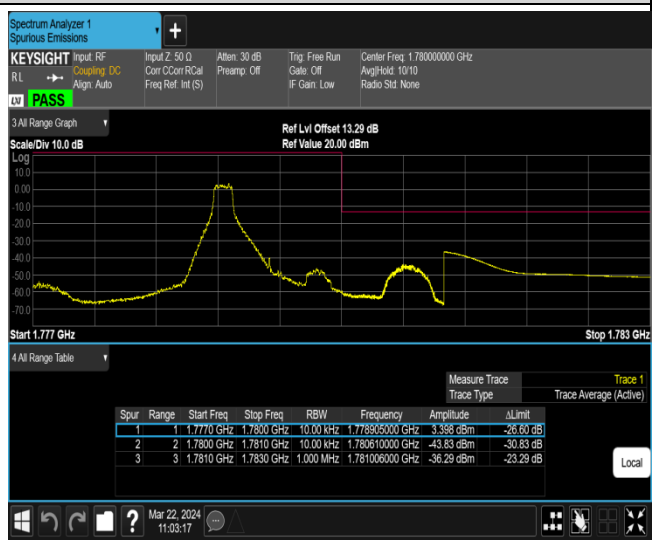 Spectrum Analyzer 1
Spurious Emissions
+
KEYSIGHT
R L
LXI
PASS
Input: RF
Coupling: DC
Align: Auto
Input Z: 50 Ω
Corr CCorr RCal
Freq Ref: Int (S)
Atten: 30 dB
Preamp: Off
Trig: Free Run
Gate: Off
IF Gain: Low
Center Freq: 1.780000000 GHz
Avg|Hold: 10/10
Radio Std: None
3 All Range Graph
Scale/Div 10.0 dB
Ref Lvl Offset 13.29 dB
Ref Value 20.00 dBm
Log
10.0
0.00
-10.0
-20.0
-30.0
-40.0
-50.0
-60.0
-70.0
Start 1.777 GHz
Stop 1.783 GHz
4 All Range Table
Measure Trace Trace 1
Trace Type Trace Average (Active)
Spur Range Start Freq Stop Freq RBW Frequency Amplitude ΔLimit
1 1 1.7770 GHz 1.7800 GHz 10.00 kHz 1.778905000 GHz 3.398 dBm -26.60 dB
2 2 1.7800 GHz 1.7810 GHz 10.00 kHz 1.780610000 GHz -43.83 dBm -30.83 dB
3 3 1.7810 GHz 1.7830 GHz 1.000 MHz 1.781006000 GHz -36.29 dBm -23.29 dB
Local
?
Mar 22, 2024
11:03:17